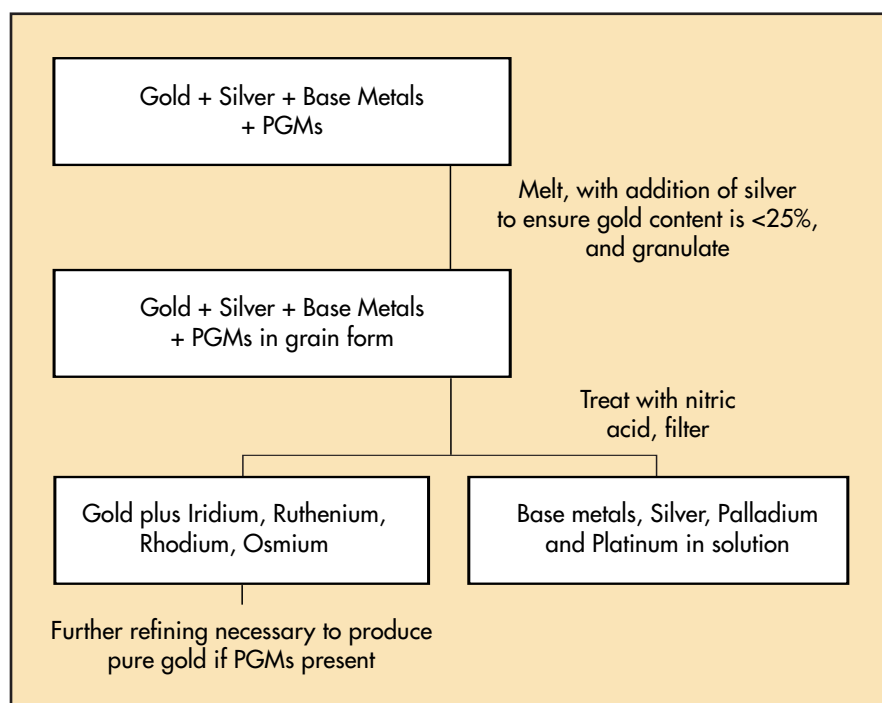 Gold + Silver + Base Metals
+ PGMs
Melt, with addition of silver
to ensure gold content is <25%,
and granulate
Gold + Silver + Base Metals
+ PGMs in grain form
Treat with nitric
acid, filter
Gold plus Iridium, Ruthenium,
Rhodium, Osmium
Base metals, Silver, Palladium
and Platinum in solution
Further refining necessary to produce
pure gold if PGMs present